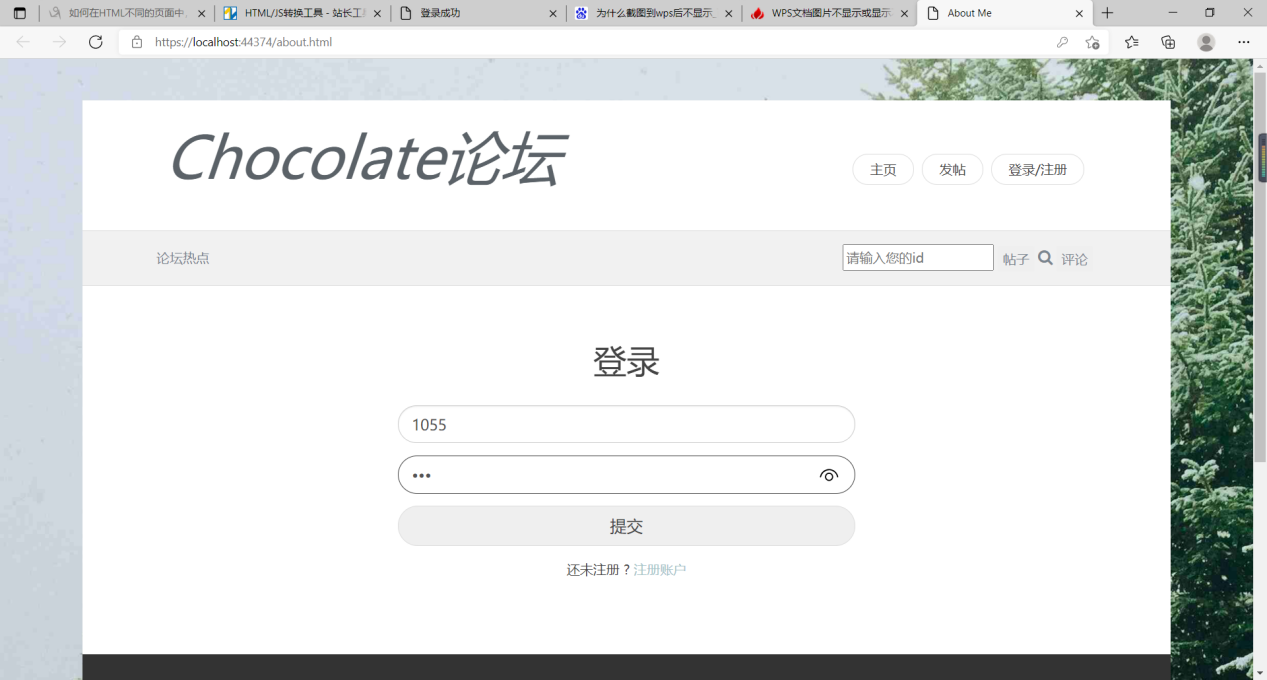 如何在HTML不同的页面中,
HTML/JS转换工具 - 站长工具
登录成功
为什么截图到wps后不显示_
WPS文档图片不显示或显示
About Me
https://localhost:44374/about.html
Chocolate论坛
主页
发帖
登录/注册
论坛热点
请输入您的id
帖子
评论
登录
1055
•••
提交
还未注册？注册账户